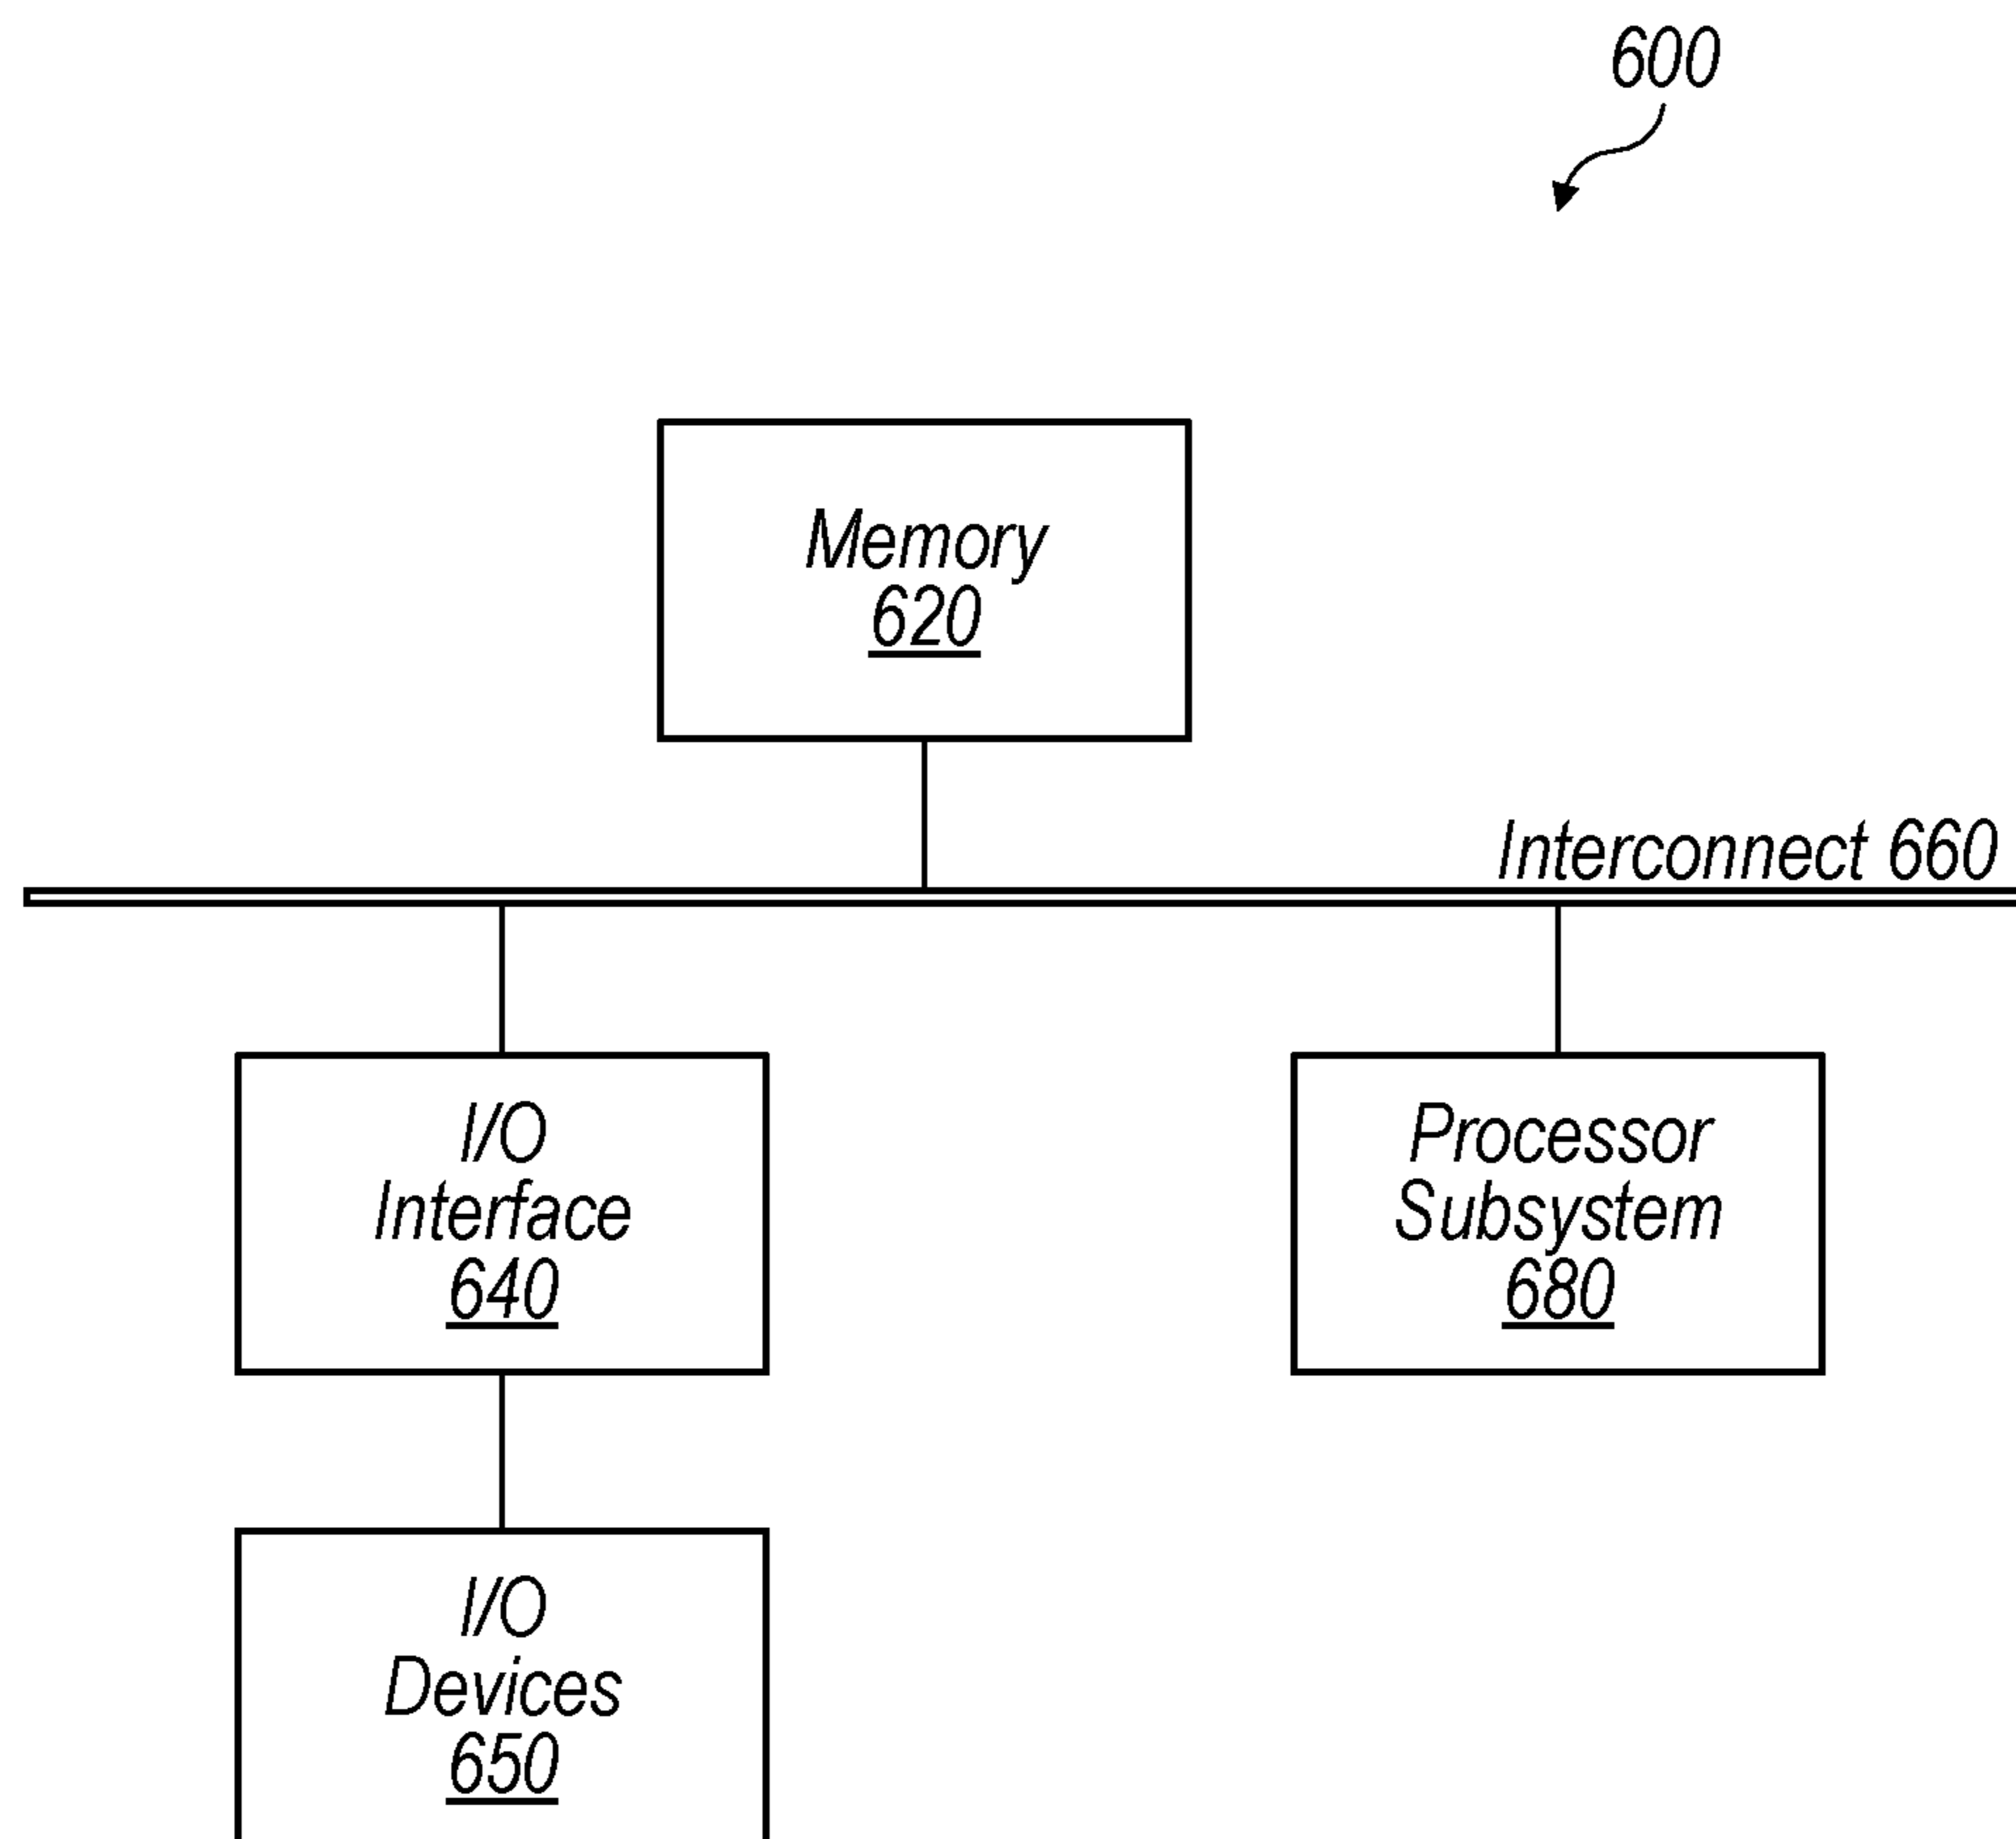 600
Memory
620
Interconnect 660
I/O
Interface
640
Processor
Subsystem
680
I/O
Devices
650